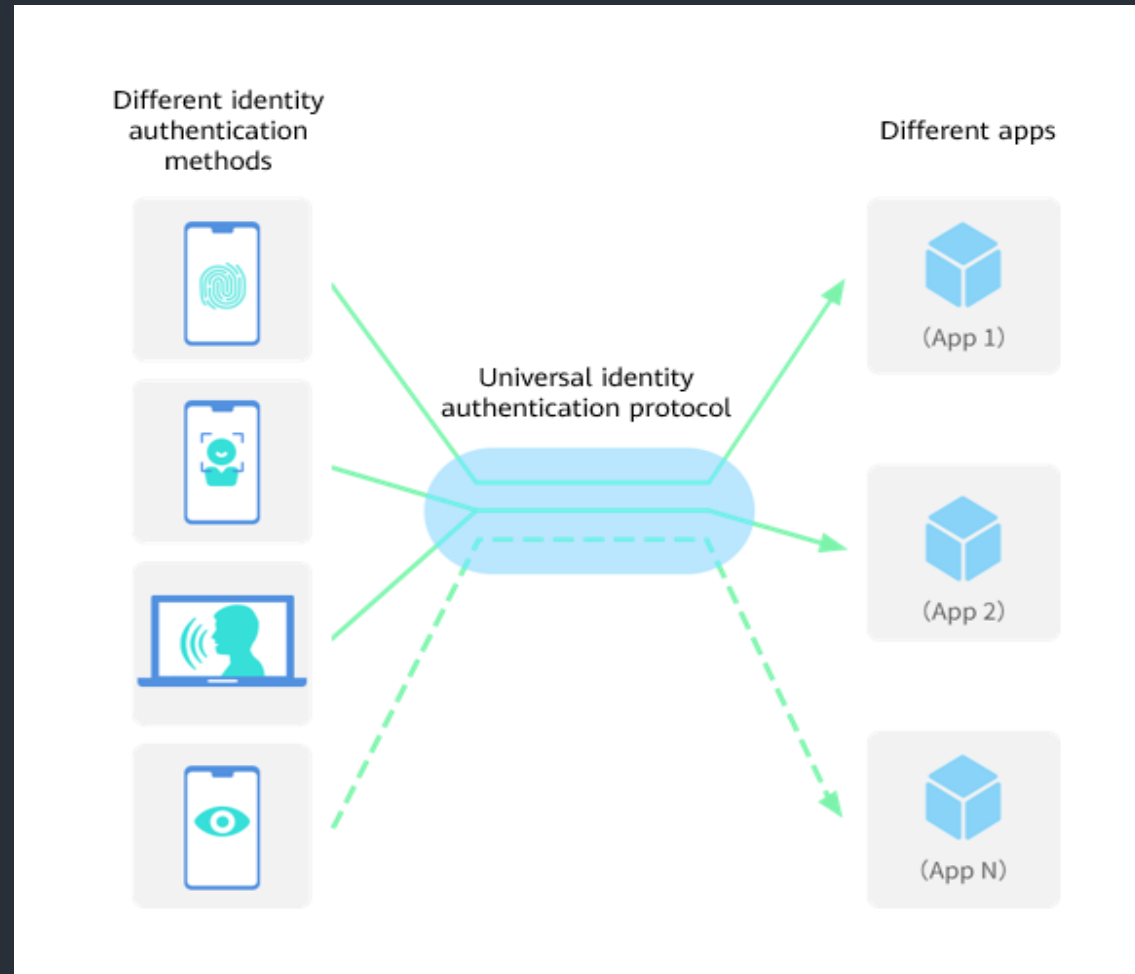 Different identity
authentication
methods
Different apps
(App 1)
Universal identity
authentication protocol
(App 2)
(App N)